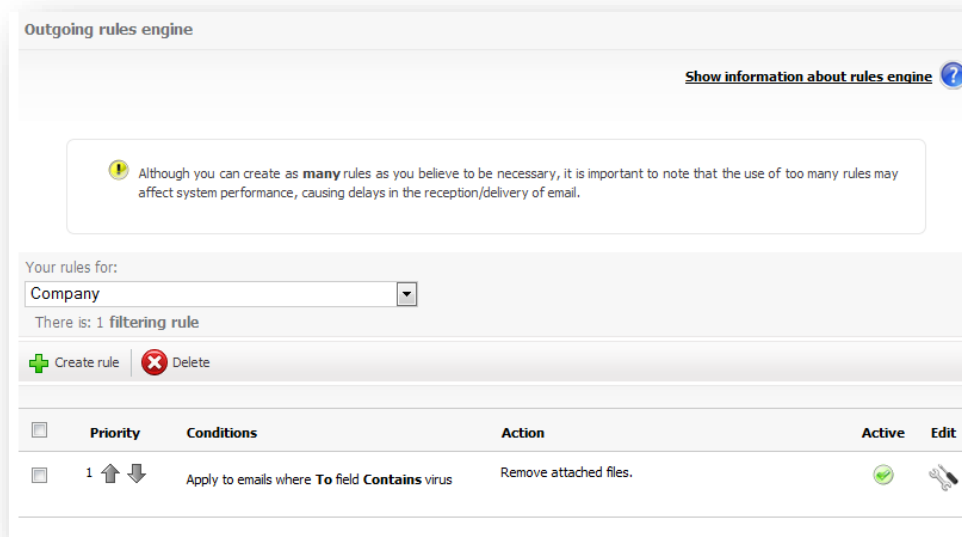 Outgoing rules engine
Show information about rules engine
Although you can create as many rules as you believe to be necessary, it is important to note that the use of too many rules may
affect system performance, causing delays in the reception/delivery of email.
Your rules for:
Company
There is: 1 filtering rule
Create rule Delete
Priority Conditions Action Active Edit
1 Apply to emails where To field Contains virus Remove attached files.